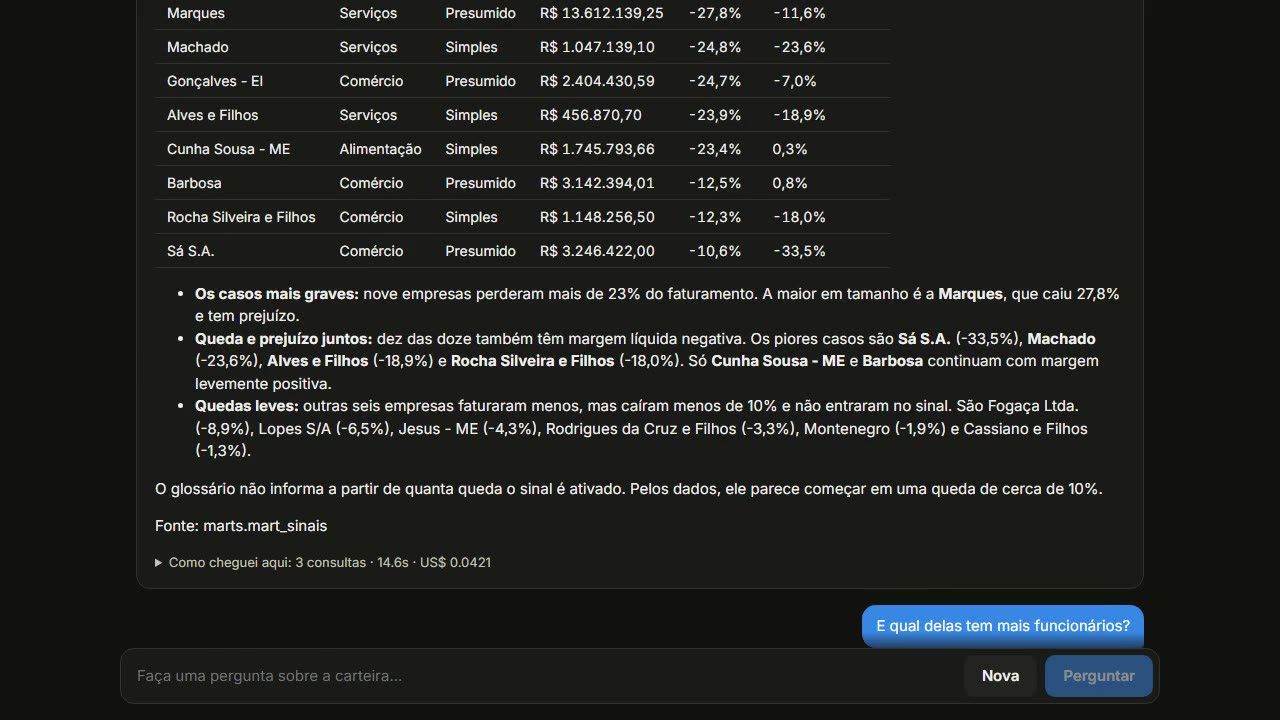 Marques Serviços Presumido R$ 13.612.139,25 -27,8% -11,6%
Machado Serviços Simples R$ 1.047.139,10 -24,8% -23,6%
Gonçalves - EI Comércio Presumido R$ 2.404.430,59 -24,7% -7,0%
Alves e Filhos Serviços Simples R$ 456.870,70 -23,9% -18,9%
Cunha Sousa - ME Alimentação Simples R$ 1.745.793,66 -23,4% 0,3%
Barbosa Comércio Presumido R$ 3.142.394,01 -12,5% 0,8%
Rocha Silveira e Filhos Comércio Simples R$ 1.148.256,50 -12,3% -18,0%
Sá S.A. Comércio Presumido R$ 3.246.422,00 -10,6% -33,5%
• Os casos mais graves: nove empresas perderam mais de 23% do faturamento. A maior em tamanho é a Marques, que caiu 27,8%
e tem prejuízo.
• Queda e prejuízo juntos: dez das doze também têm margem líquida negativa. Os piores casos são Sá S.A. (-33,5%), Machado
(-23,6%), Alves e Filhos (-18,9%) e Rocha Silveira e Filhos (-18,0%). Só Cunha Sousa - ME e Barbosa continuam com margem
levemente positiva.
• Quedas leves: outras seis empresas faturaram menos, mas caíram menos de 10% e não entraram no sinal. São Fogaça Ltda.
(-8,9%), Lopes S/A (-6,5%), Jesus - ME (-4,3%), Rodrigues da Cruz e Filhos (-3,3%), Montenegro (-1,9%) e Cassiano e Filhos
(-1,3%).
O glossário não informa a partir de quanta queda o sinal é ativado. Pelos dados, ele parece começar em uma queda de cerca de 10%.
Fonte: marts.mart_sinais
▶ Como cheguei aqui: 3 consultas · 14.6s · US$ 0.0421
E qual delas tem mais funcionários?
Faça uma pergunta sobre a carteira... Nova Perguntar